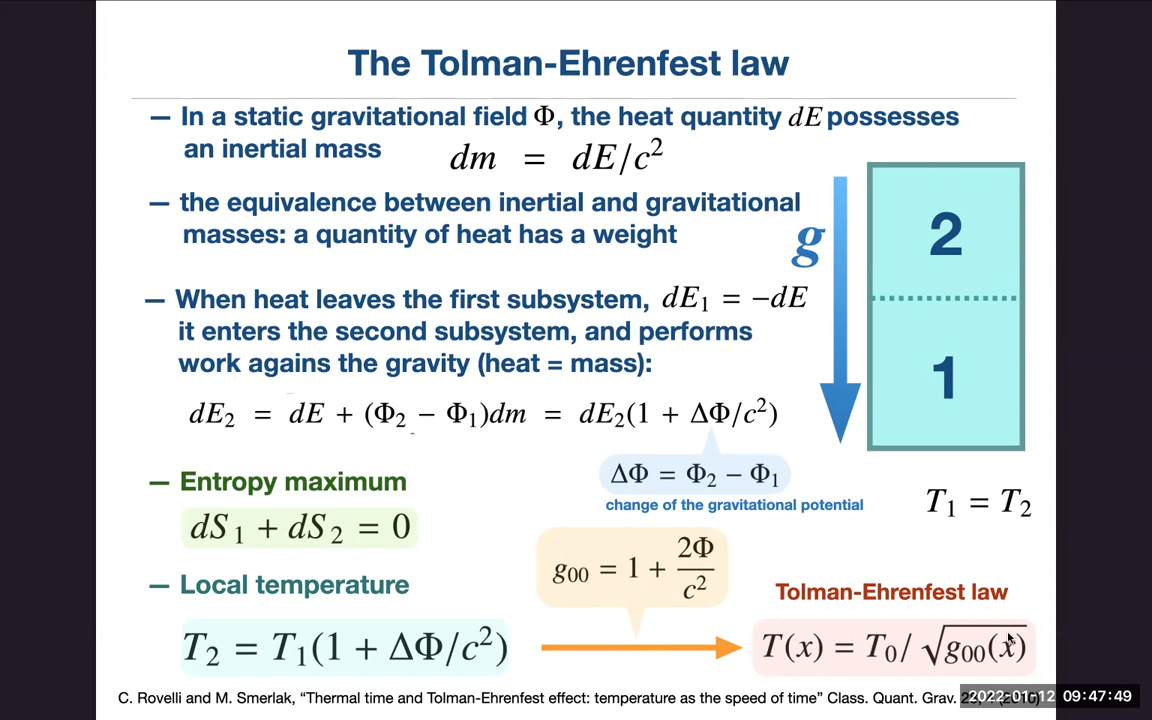 The Tolman-Ehrenfest law
— In a static gravitational field Φ, the heat quantity dE possesses
an inertial mass dm = dE/c²
— the equivalence between inertial and gravitational
masses: a quantity of heat has a weight
g
2
1
— When heat leaves the first subsystem, dE₁ = −dE
it enters the second subsystem, and performs
work agains the gravity (heat = mass):
dE₂ = dE + (Φ₂ − Φ₁)dm = dE₂(1 + ΔΦ/c²)
ΔΦ = Φ₂ − Φ₁
change of the gravitational potential
T₁ = T₂
— Entropy maximum
dS₁ + dS₂ = 0
g₀₀ = 1 + 2Φ/c²
— Local temperature
Tolman-Ehrenfest law
T₂ = T₁(1 + ΔΦ/c²)
T(x) = T₀/√g₀₀(x)
C. Rovelli and M. Smerlak, “Thermal time and Tolman-Ehrenfest effect: temperature as the speed of time” Class. Quant. Grav.
2022-01-12 09:47:49